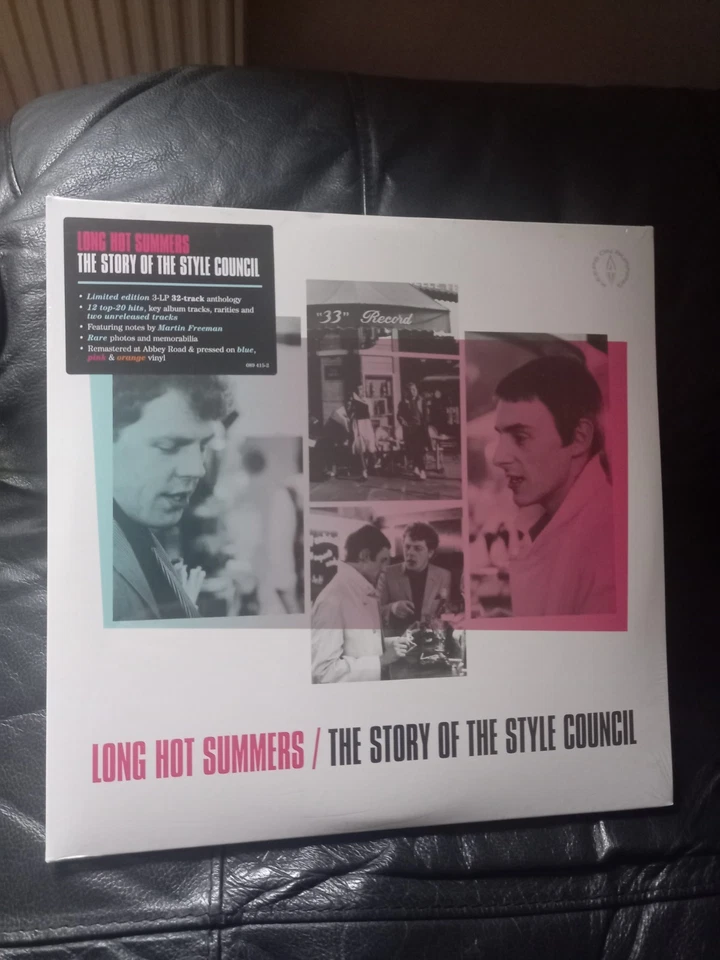 LONG HOT SUMMERS
THE STORY OF THE STYLE COUNCIL
• Limited edition 3-LP 32-track anthology
• 12 top-20 hits, key album tracks, rarities and
two unreleased tracks
• Featuring notes by Martin Freeman
• Rare photos and memorabilia
• Remastered at Abbey Road & pressed on blue,
pink & orange vinyl
"33" Record
LONG HOT SUMMERS / THE STORY OF THE STYLE COUNCIL